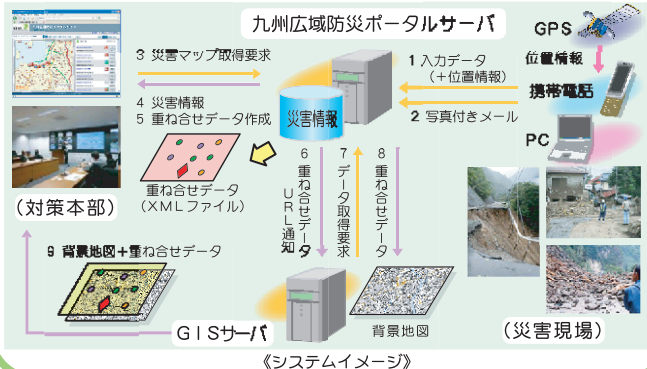 九州広域防災ポータルサーバ
GPS
位置情報
携帯電話
PC
3 災害マップ取得要求
1 入力データ
(+位置情報)
2 写真付きメール
4 災害情報
5 重ね合せデータ作成
災害情報
重ね合せデータ
(XMLファイル)
6 重ね合せデータ
URL通知
7 データ取得要求
8 重ね合せデータ
(対策本部)
9 背景地図+重ね合せデータ
GISサーバ
背景地図
(災害現場)
《システムイメージ》